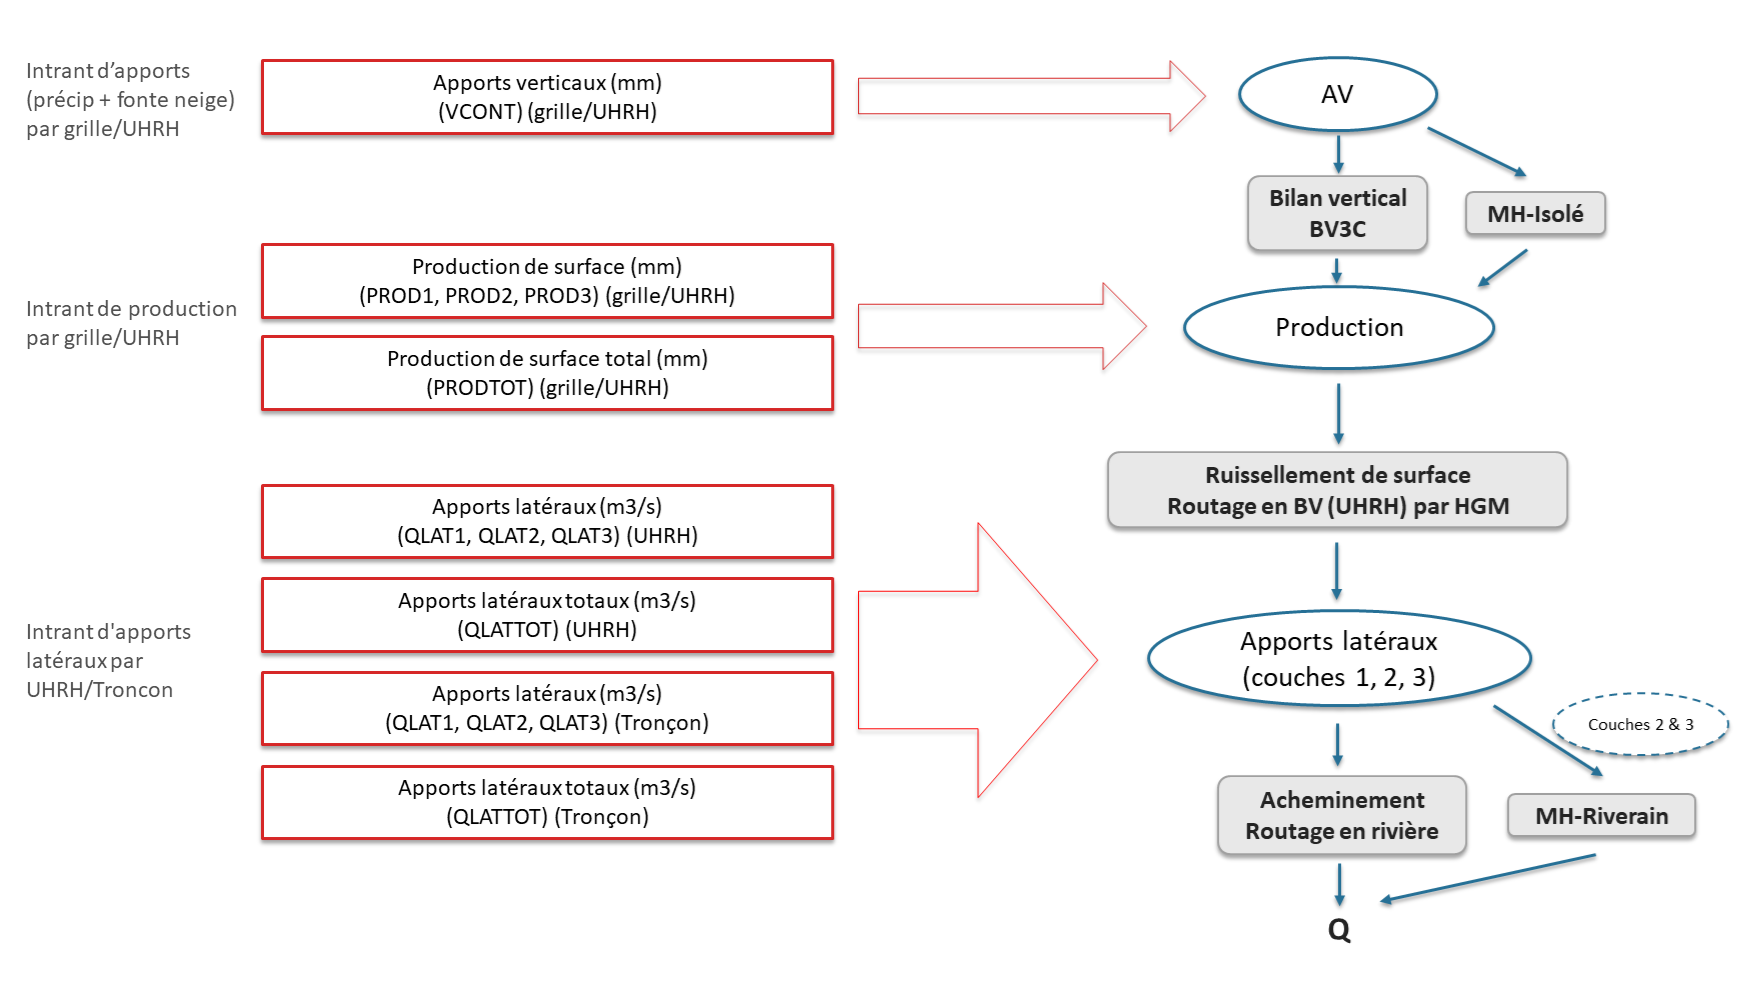 Intrant d’apports
(précip + fonte neige)
par grille/UHRH
Apports verticaux (mm)
(VCONT) (grille/UHRH)
AV
Bilan vertical
BV3C
MH-Isolé
Intrant de production
par grille/UHRH
Production de surface (mm)
(PROD1, PROD2, PROD3) (grille/UHRH)
Production de surface total (mm)
(PRODTOT) (grille/UHRH)
Production
Ruissellement de surface
Routage en BV (UHRH) par HGM
Intrant d'apports
latéraux par
UHRH/Troncon
Apports latéraux (m3/s)
(QLAT1, QLAT2, QLAT3) (UHRH)
Apports latéraux totaux (m3/s)
(QLATTOT) (UHRH)
Apports latéraux (m3/s)
(QLAT1, QLAT2, QLAT3) (Tronçon)
Apports latéraux totaux (m3/s)
(QLATTOT) (Tronçon)
Apports latéraux
(couches 1, 2, 3)
Couches 2 & 3
Acheminement
Routage en rivière
MH-Riverain
Q